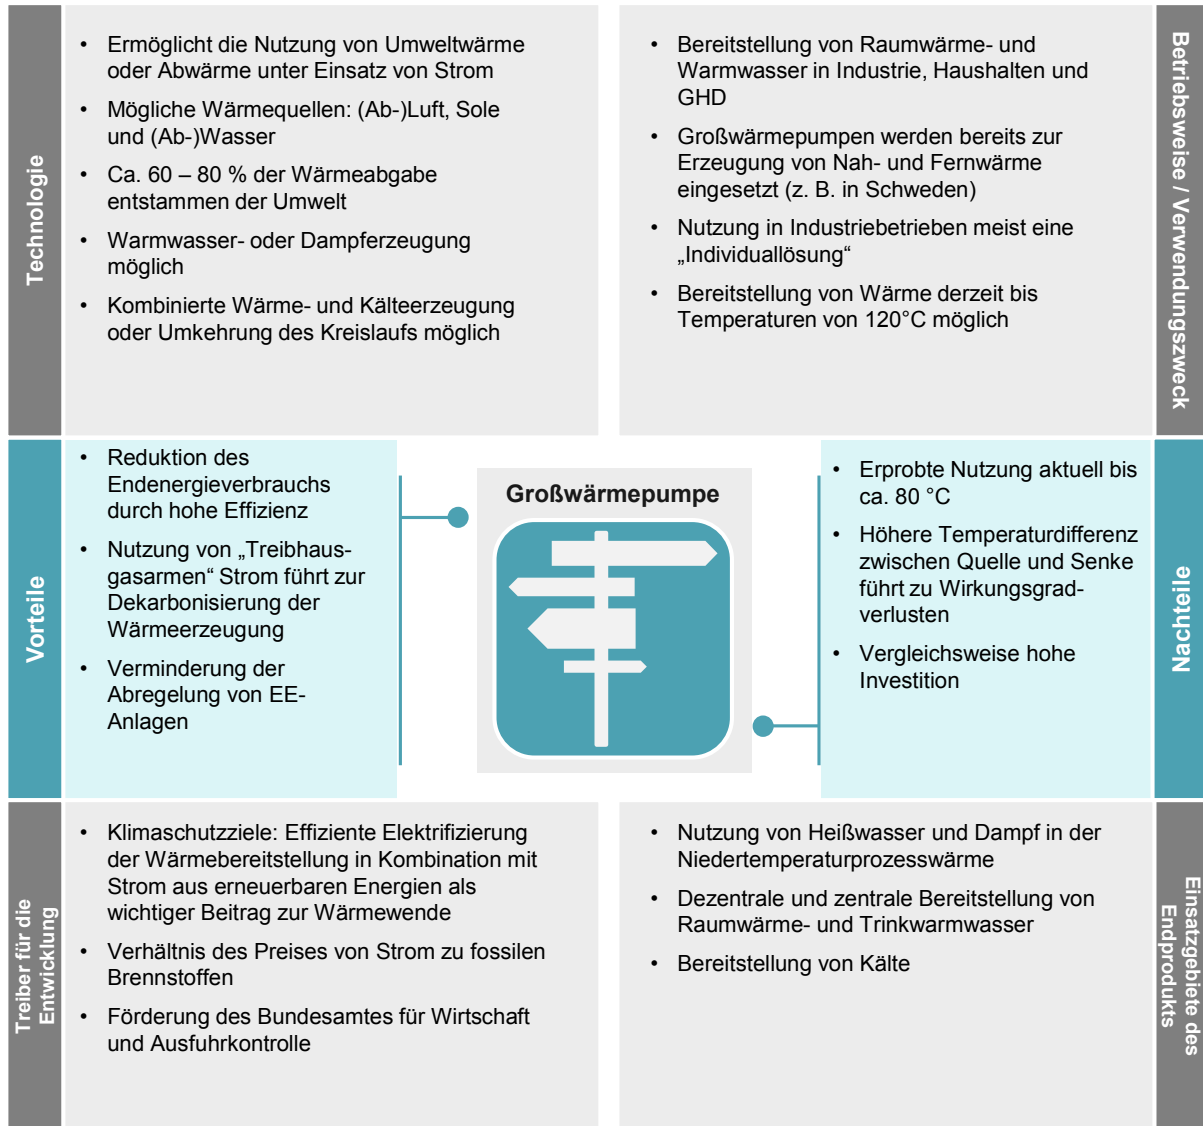 Technologie
• Ermöglicht die Nutzung von Umweltwärme
oder Abwärme unter Einsatz von Strom
• Mögliche Wärmequellen: (Ab-)Luft, Sole
und (Ab-)Wasser
• Ca. 60 – 80 % der Wärmeabgabe
entstammen der Umwelt
• Warmwasser- oder Dampferzeugung
möglich
• Kombinierte Wärme- und Kälteerzeugung
oder Umkehrung des Kreislaufs möglich
Betriebsweise / Verwendungszweck
• Bereitstellung von Raumwärme- und
Warmwasser in Industrie, Haushalten und
GHD
• Großwärmepumpen werden bereits zur
Erzeugung von Nah- und Fernwärme
eingesetzt (z. B. in Schweden)
• Nutzung in Industriebetrieben meist eine
„Individuallösung“
• Bereitstellung von Wärme derzeit bis
Temperaturen von 120°C möglich
Vorteile
• Reduktion des
Endenergieverbrauchs
durch hohe Effizienz
• Nutzung von „Treibhaus-
gasarmen“ Strom führt zur
Dekarbonisierung der
Wärmeerzeugung
• Verminderung der
Abregelung von EE-
Anlagen
Großwärmepumpe
Nachteile
• Erprobte Nutzung aktuell bis
ca. 80 °C
• Höhere Temperaturdifferenz
zwischen Quelle und Senke
führt zu Wirkungsgrad-
verlusten
• Vergleichsweise hohe
Investition
Treiber für die
Entwicklung
• Klimaschutzziele: Effiziente Elektrifizierung
der Wärmebereitstellung in Kombination mit
Strom aus erneuerbaren Energien als
wichtiger Beitrag zur Wärmewende
• Verhältnis des Preises von Strom zu fossilen
Brennstoffen
• Förderung des Bundesamtes für Wirtschaft
und Ausfuhrkontrolle
Einsatzgebiete des
Endprodukts
• Nutzung von Heißwasser und Dampf in der
Niedertemperaturprozesswärme
• Dezentrale und zentrale Bereitstellung von
Raumwärme- und Trinkwarmwasser
• Bereitstellung von Kälte